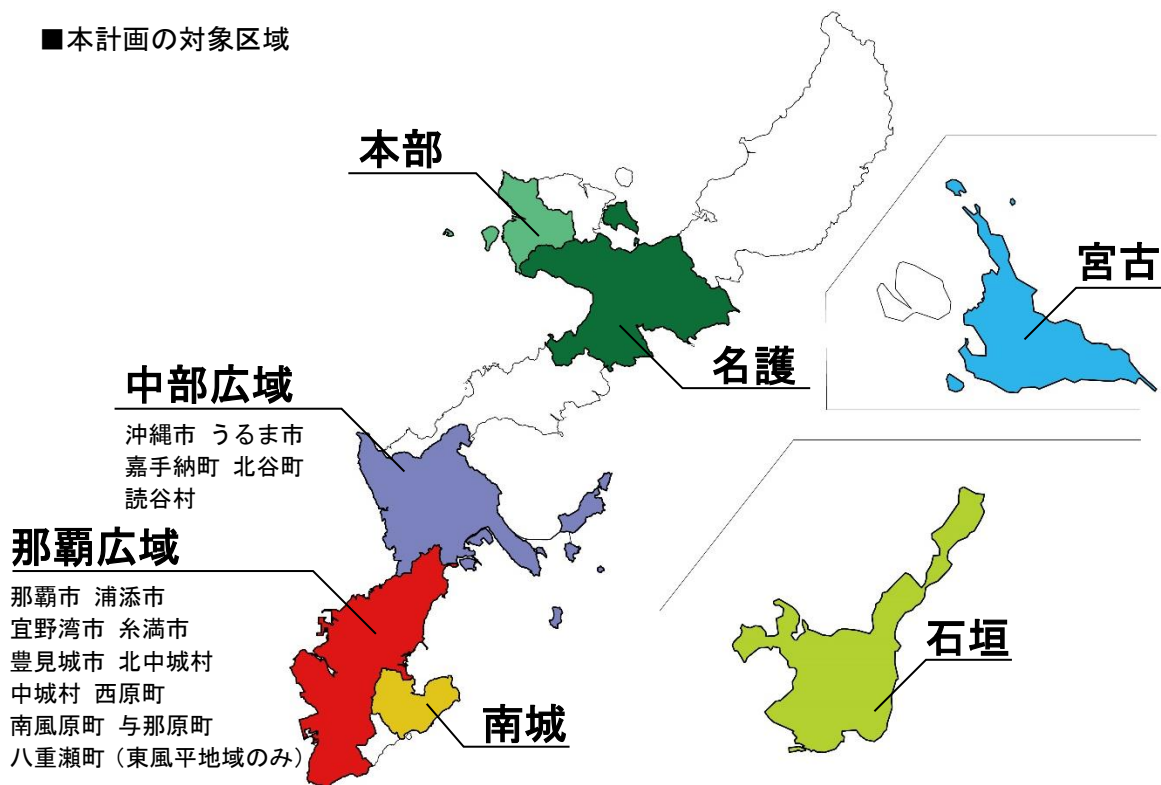 ■本計画の対象区域
本部
宮古
名護
中部広域
沖縄市 うるま市
嘉手納町 北谷町
読谷村
那覇広域
那覇市 浦添市
宜野湾市 糸満市
豊見城市 北中城村
中城村 西原町
南風原町 与那原町
八重瀬町（東風平地域のみ）
南城
石垣